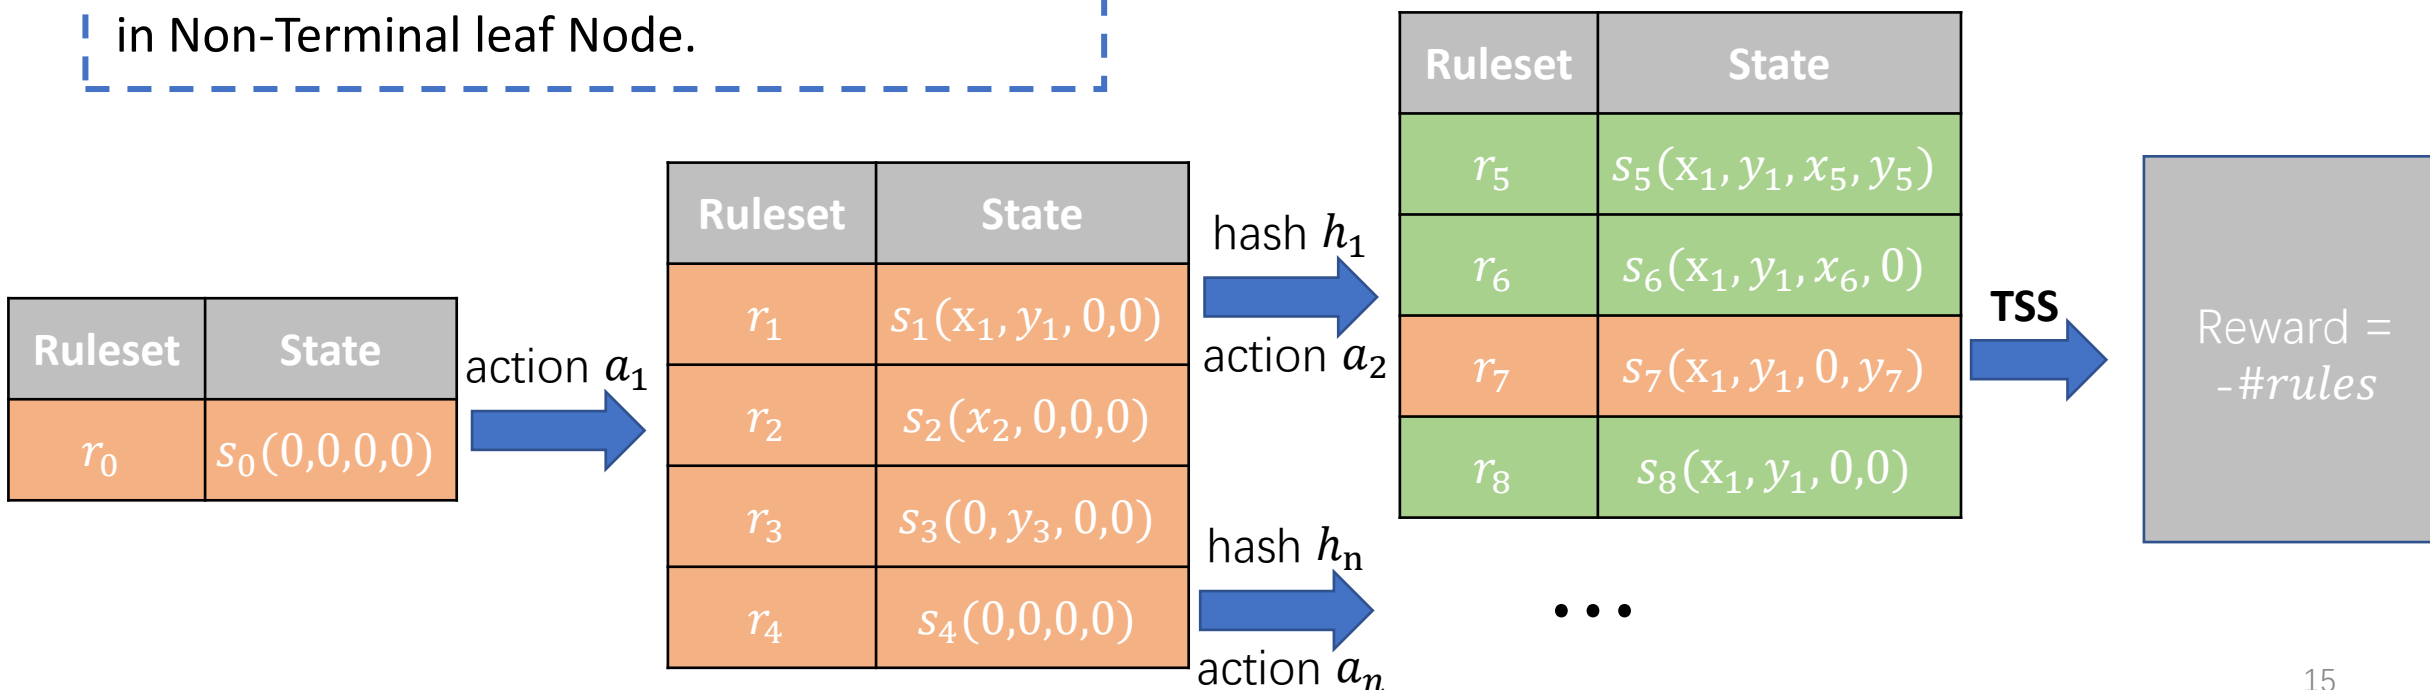 in Non-Terminal leaf Node.
Ruleset State
r₀ s₀(0,0,0,0)
action a₁
Ruleset State
r₁ s₁(x₁, y₁, 0,0)
r₂ s₂(x₂, 0,0,0)
r₃ s₃(0, y₃, 0,0)
r₄ s₄(0,0,0,0)
hash h₁
action a₂
hash hₙ
action aₙ
Ruleset State
r₅ s₅(x₁, y₁, x₅, y₅)
r₆ s₆(x₁, y₁, x₆, 0)
r₇ s₇(x₁, y₁, 0, y₇)
r₈ s₈(x₁, y₁, 0,0)
...
TSS
Reward =
-#rules
15